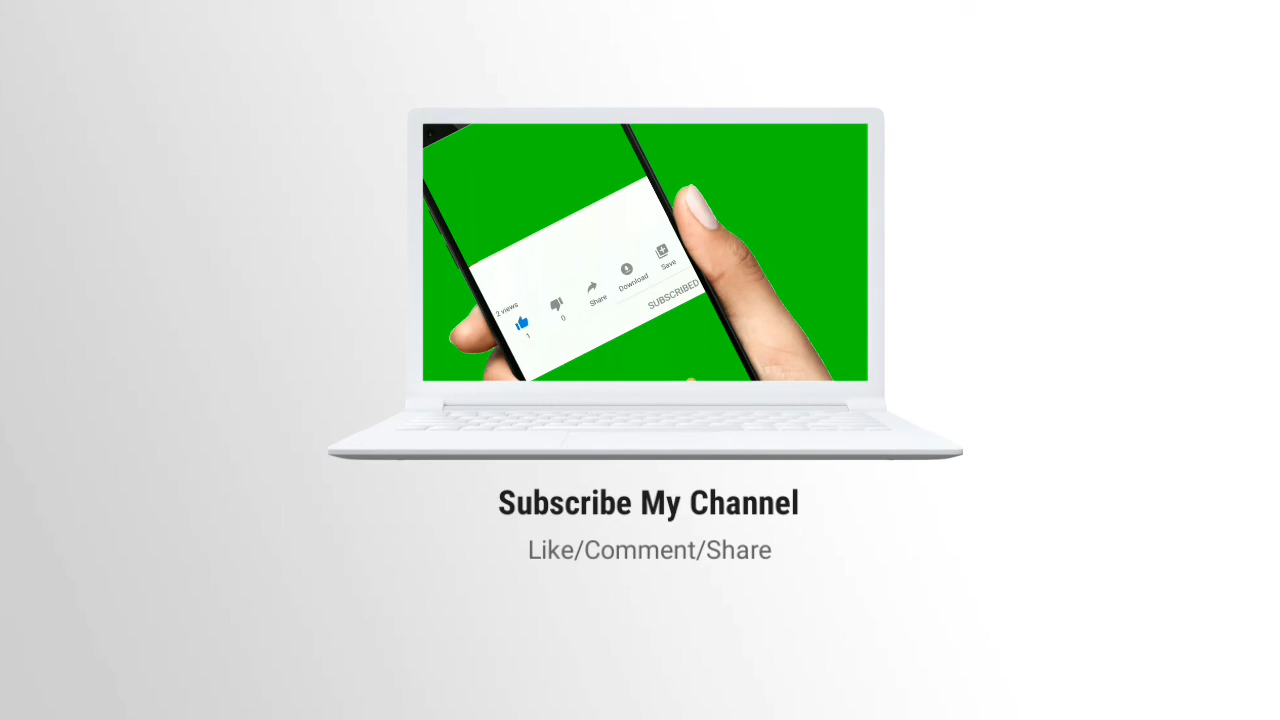 2 views
1
0
Share
Download
Save
SUBSCRIBED
Subscribe My Channel
Like/Comment/Share